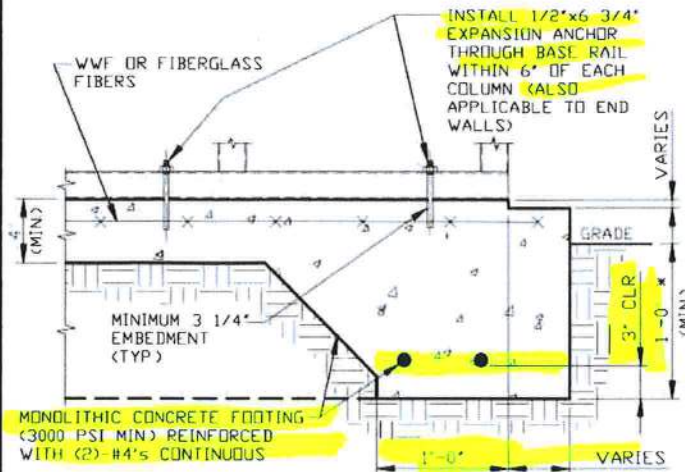 INSTALL 1/2"x6 3/4"
EXPANSION ANCHOR
THROUGH BASE RAIL
WITHIN 6" OF EACH
COLUMN (ALSO
APPLICABLE TO END
WALLS)
WWF OR FIBERGLASS
FIBERS
VARIES
4"
(MIN.)
GRADE
3" CLR
1'-0" *
(MIN)
MINIMUM 3 1/4"
EMBEDMENT
(TYP)
MONOLITHIC CONCRETE FOOTING
(3000 PSI MIN) REINFORCED
WITH (2)-#4's CONTINUOUS
1'-0"
VARIES